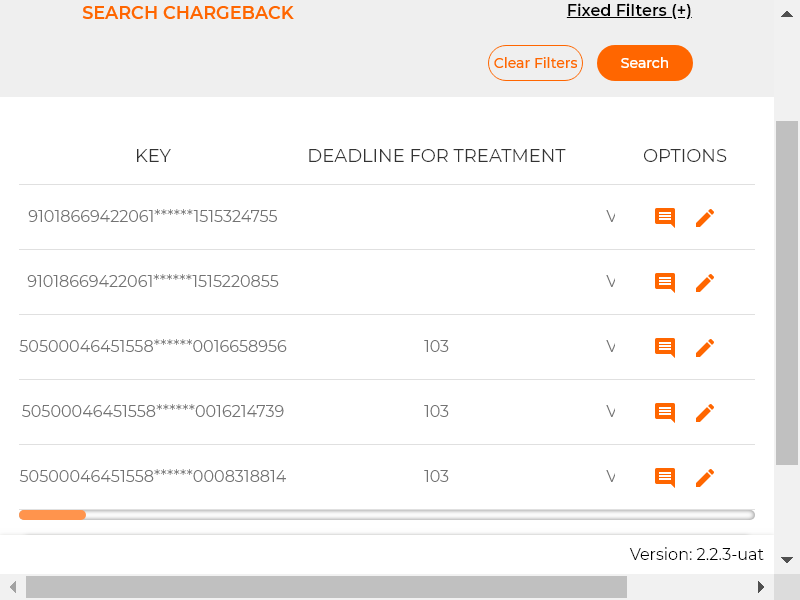 SEARCH CHARGEBACK
Fixed Filters (+)
Clear Filters
Search
KEY DEADLINE FOR TREATMENT OPTIONS
91018669422061******1515324755
91018669422061******1515220855
50500046451558******0016658956 103
50500046451558******0016214739 103
50500046451558******0008318814 103
Version: 2.2.3-uat